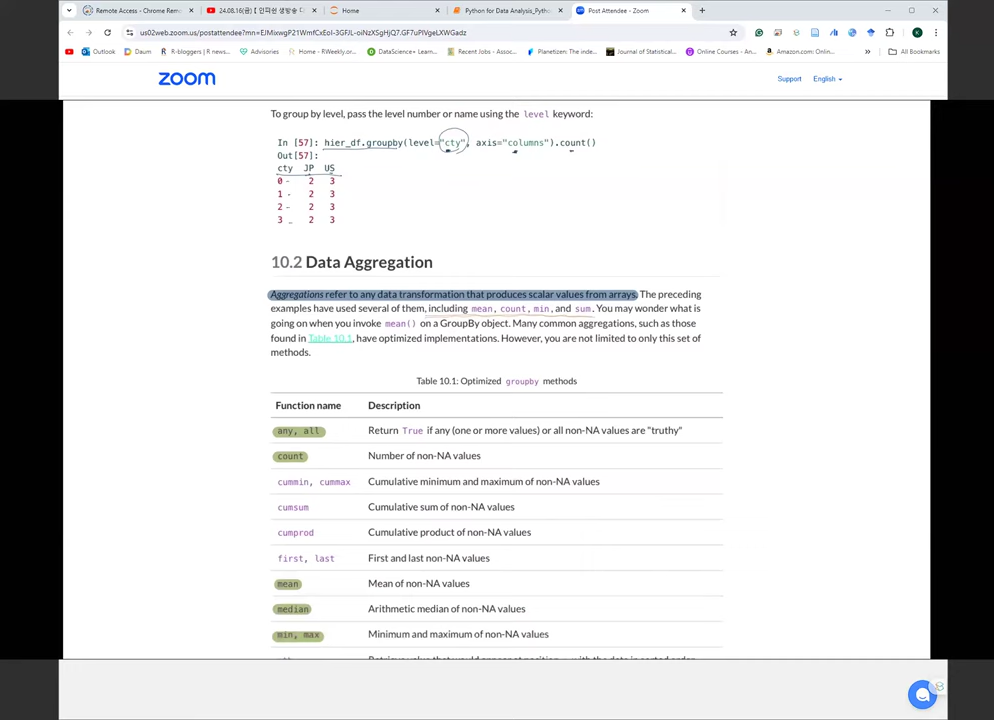 Remote Access - Chrome Remo
24.08.16(금) 【 인피쉰 생방송 디
Home
Python for Data Analysis_Pytho
Post Attendee - Zoom
us02web.zoom.us/postattendee?mn=
Outlook
Daum
R-bloggers | R news...
Advisories
Home - RWeekly.or...
DataScience+ Learn...
Recent Jobs - Assoc...
Planetizen: The inde...
Journal of Statistical...
Online Courses - An...
Amazon.com: Onlin...
All Bookmarks
zoom
Support
English
To group by level, pass the level number or name using the level keyword:
In [57]: hier_df.groupby(level="cty", axis="columns").count()
Out[57]:
cty JP US
0 2 3
1 2 3
2 2 3
3 2 3
10.2 Data Aggregation
Aggregations refer to any data transformation that produces scalar values from arrays. The preceding
examples have used several of them, including mean, count, min, and sum. You may wonder what is
going on when you invoke mean() on a GroupBy object. Many common aggregations, such as those
found in Table 10.1, have optimized implementations. However, you are not limited to only this set of
methods.
Table 10.1: Optimized groupby methods
Function name Description
any, all Return True if any (one or more values) or all non-NA values are "truthy"
count Number of non-NA values
cummin, cummax Cumulative minimum and maximum of non-NA values
cumsum Cumulative sum of non-NA values
cumprod Cumulative product of non-NA values
first, last First and last non-NA values
mean Mean of non-NA values
median Arithmetic median of non-NA values
min, max Minimum and maximum of non-NA values